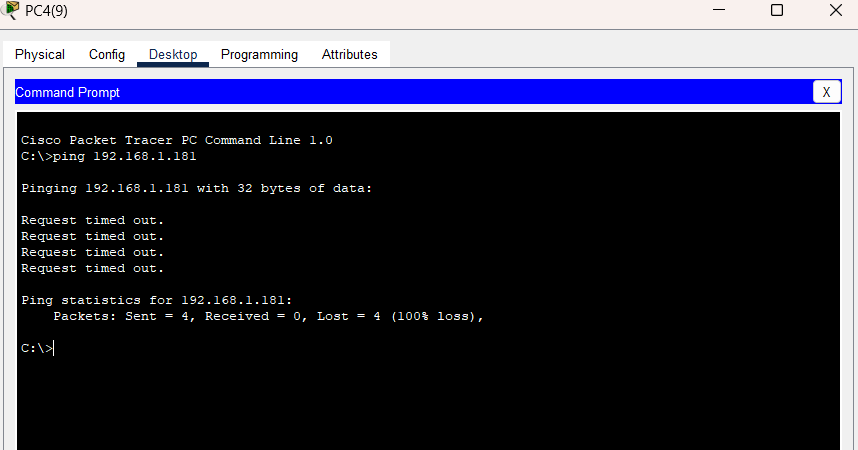 PC4(9)
Physical Config Desktop Programming Attributes
Command Prompt
X
Cisco Packet Tracer PC Command Line 1.0
C:\>ping 192.168.1.181
Pinging 192.168.1.181 with 32 bytes of data:
Request timed out.
Request timed out.
Request timed out.
Request timed out.
Ping statistics for 192.168.1.181:
Packets: Sent = 4, Received = 0, Lost = 4 (100% loss),
C:\>